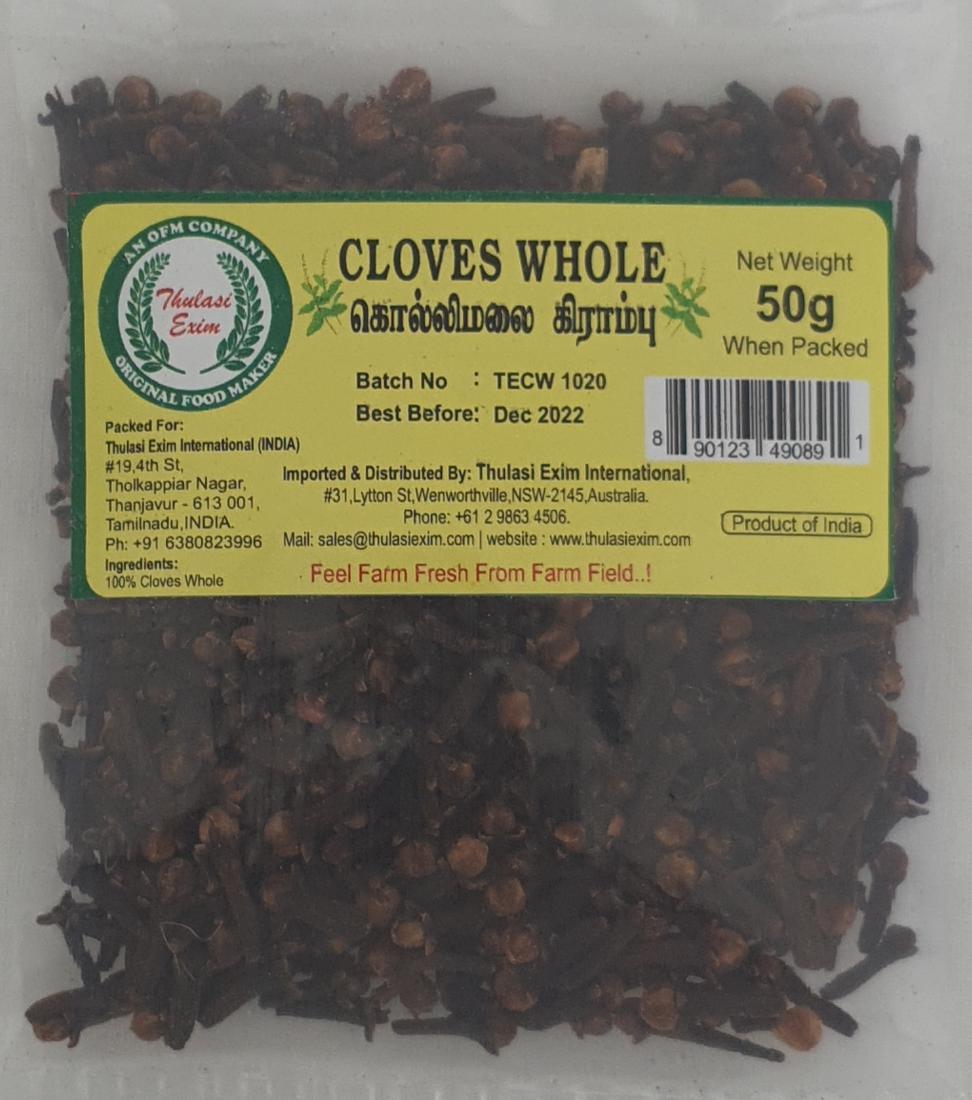 AN OFM COMPANY
Thulasi
Exim
ORIGINAL FOOD MAKER
CLOVES WHOLE
கொல்லிமலை கிராம்பு
Net Weight
50g
When Packed
Batch No : TECW 1020
Best Before: Dec 2022
8 90123 49089 1
Packed For:
Thulasi Exim International (INDIA)
#19,4th St,
Tholkappiar Nagar,
Thanjavur - 613 001,
Tamilnadu,INDIA.
Ph: +91 6380823996
Ingredients:
100% Cloves Whole
Imported & Distributed By: Thulasi Exim International,
#31,Lytton St,Wenworthville,NSW-2145,Australia.
Phone: +61 2 9863 4506.
Mail: sales@thulasiexim.com | website : www.thulasiexim.com
Feel Farm Fresh From Farm Field..!
Product of India